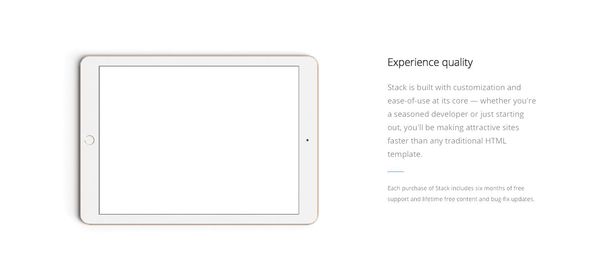 Experience quality
Stack is built with customization and
ease-of-use at its core — whether you're
a seasoned developer or just starting
out, you'll be making attractive sites
faster than any traditional HTML
template.
Each purchase of Stack includes six months of free
support and lifetime free content and bug-fix updates.